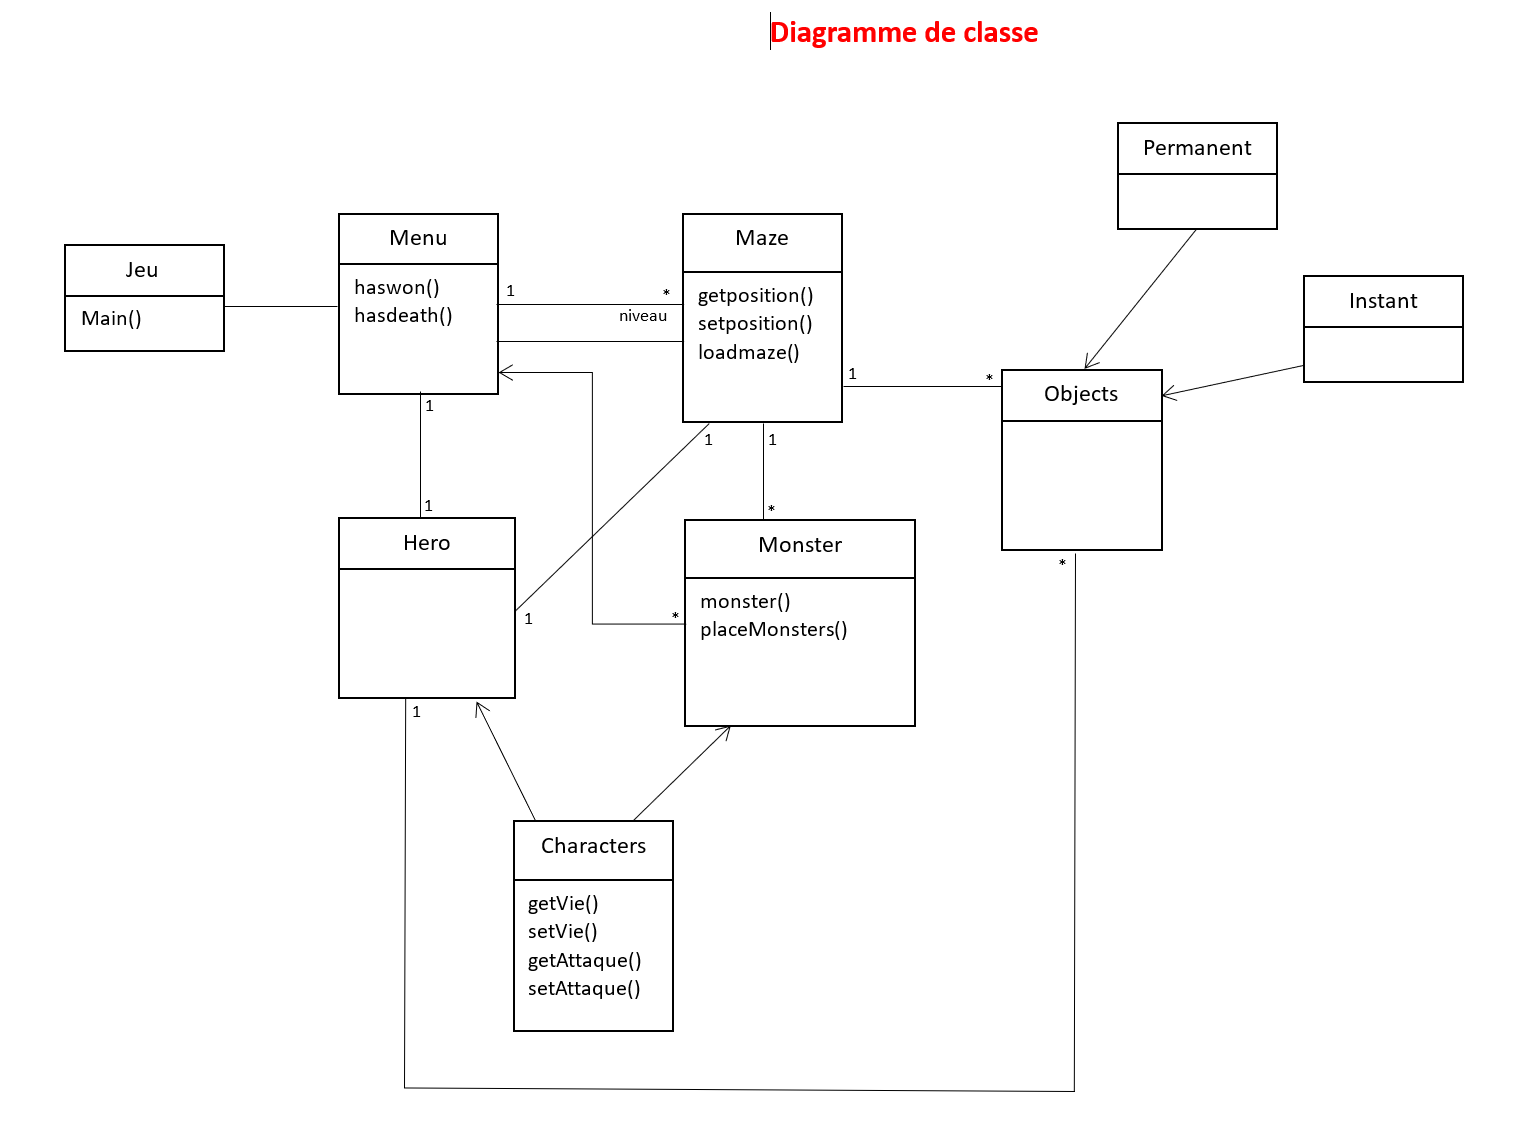 Diagramme de classe
Permanent
Menu
Maze
Jeu
Instant
haswon()
hasdeath()
1
*
niveau
getposition()
setposition()
loadmaze()
Main()
1
*
Objects
1
1
1
1
*
*
Hero
Monster
1
*
monster()
placeMonsters()
1
Characters
getVie()
setVie()
getAttaque()
setAttaque()